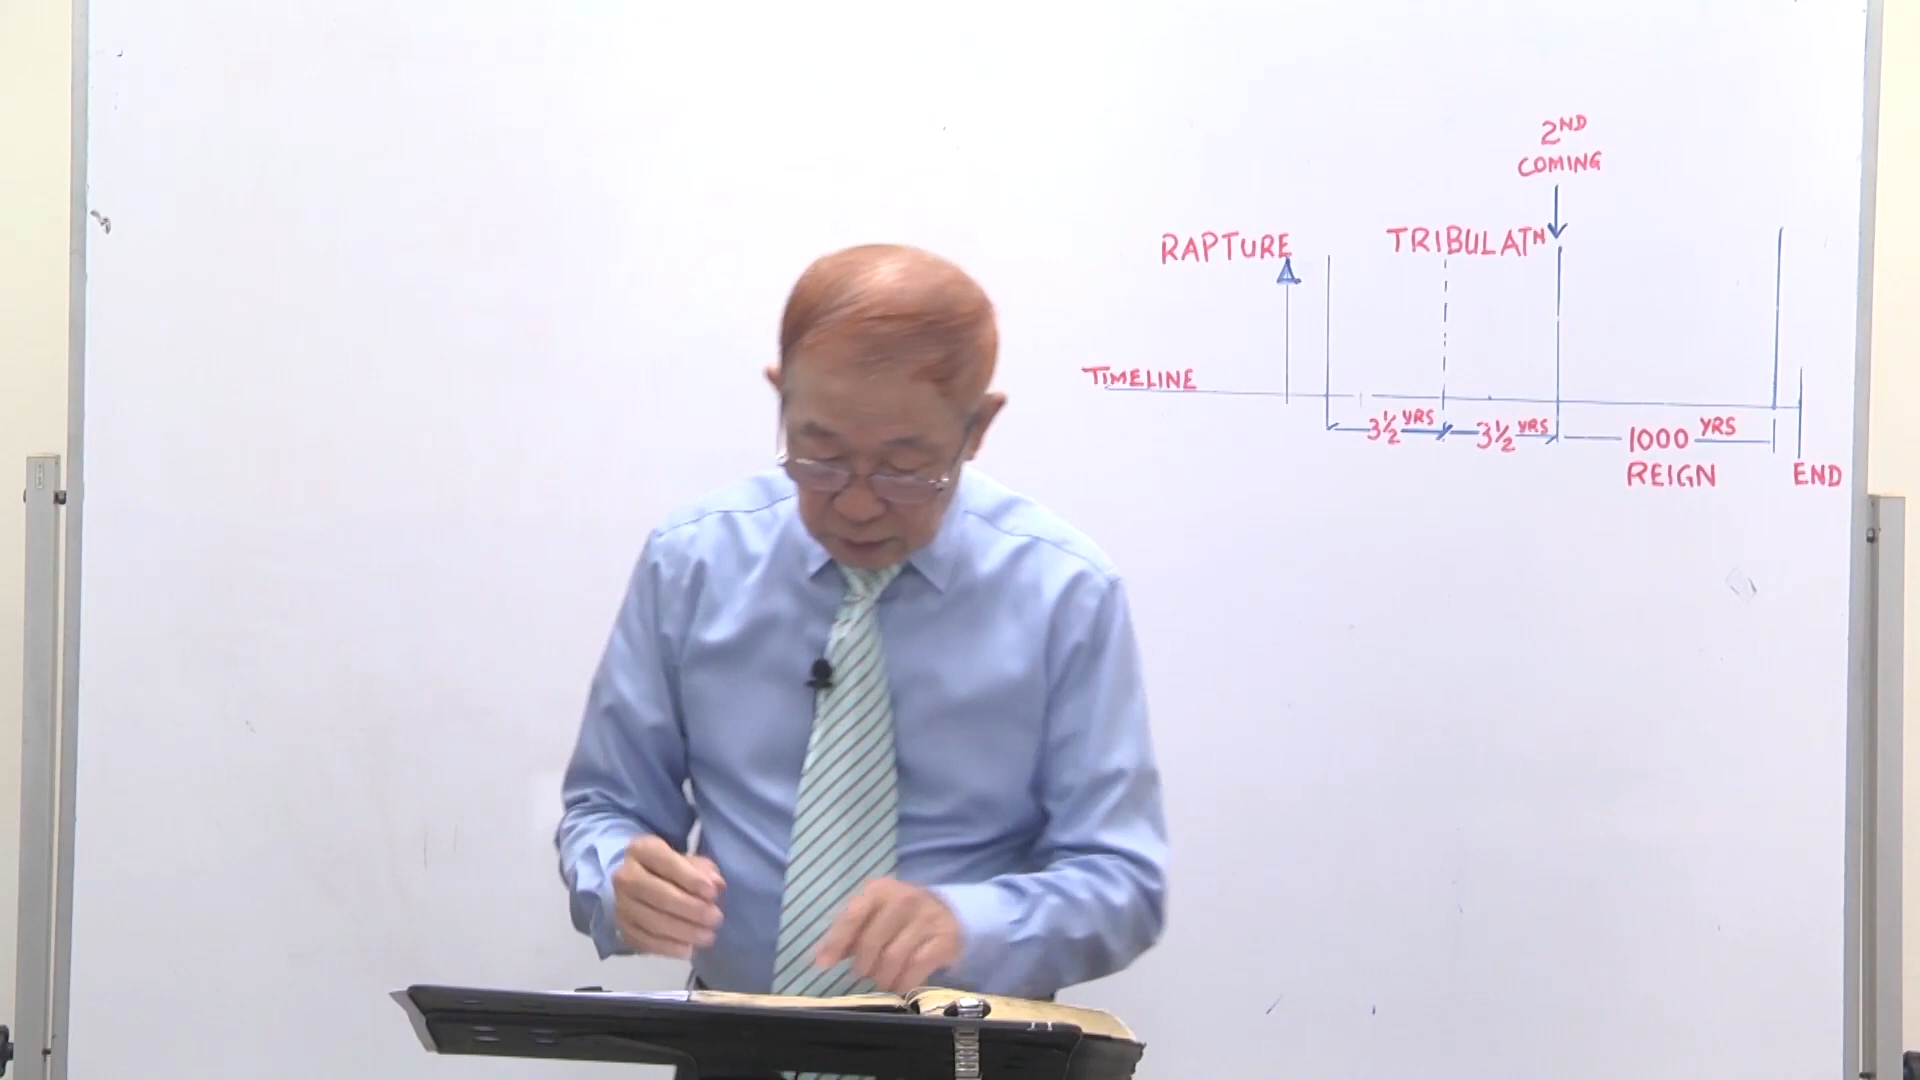 2ND
COMING
RAPTURE
TRIBULATN
TIMELINE
3½ YRS
3½ YRS
1000 YRS
REIGN
END